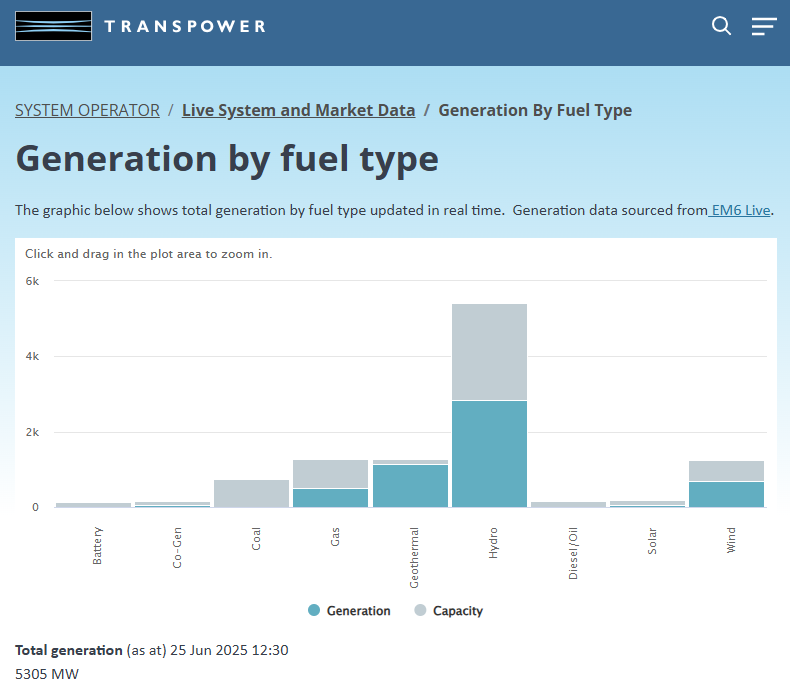 TRANSPOWER
SYSTEM OPERATOR / Live System and Market Data / Generation By Fuel Type
Generation by fuel type
The graphic below shows total generation by fuel type updated in real time. Generation data sourced from EM6 Live.
Click and drag in the plot area to zoom in.
6k
4k
2k
0
Battery
Co-Gen
Coal
Gas
Geothermal
Hydro
Diesel/Oil
Solar
Wind
Generation
Capacity
Total generation (as at) 25 Jun 2025 12:30
5305 MW